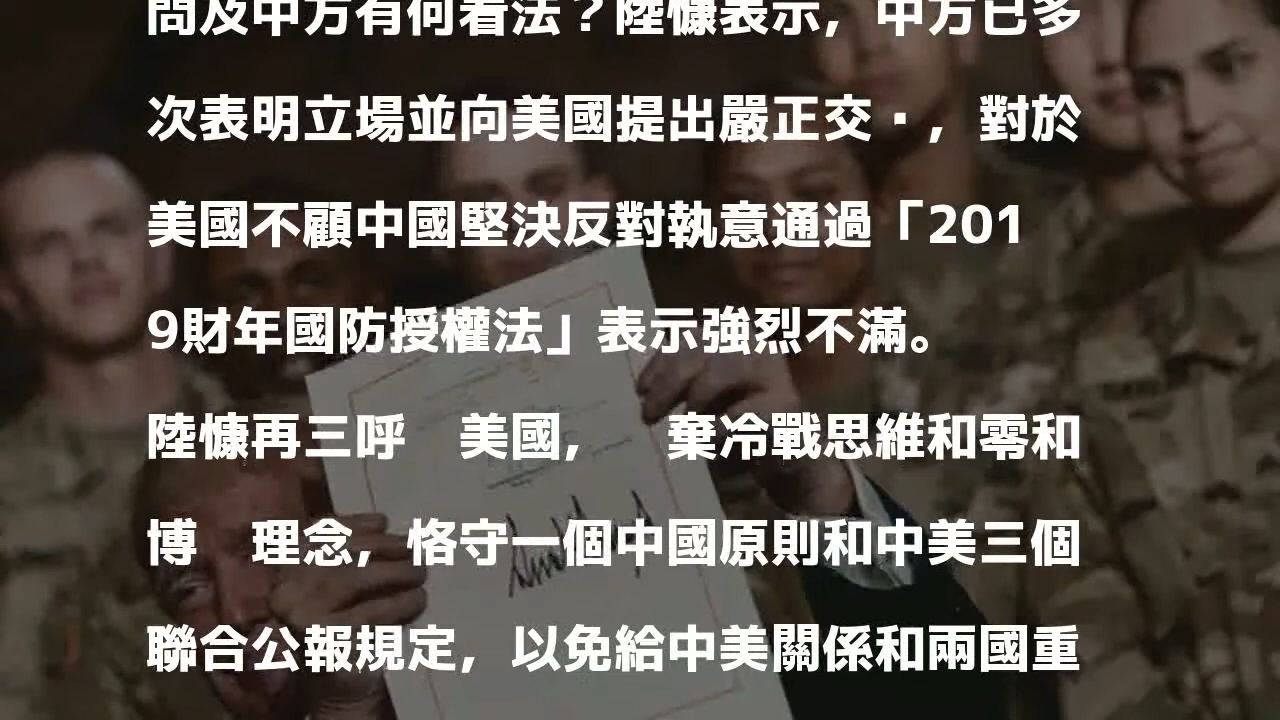 問及中方有何看法？陸慷表示，中方已多
次表明立場並向美國提出嚴正交·，對於
美國不顧中國堅決反對執意通過「201
9財年國防授權法」表示強烈不滿。
陸慷再三呼　美國，　棄冷戰思維和零和
博　理念，恪守一個中國原則和中美三個
聯合公報規定，以免給中美關係和兩國重